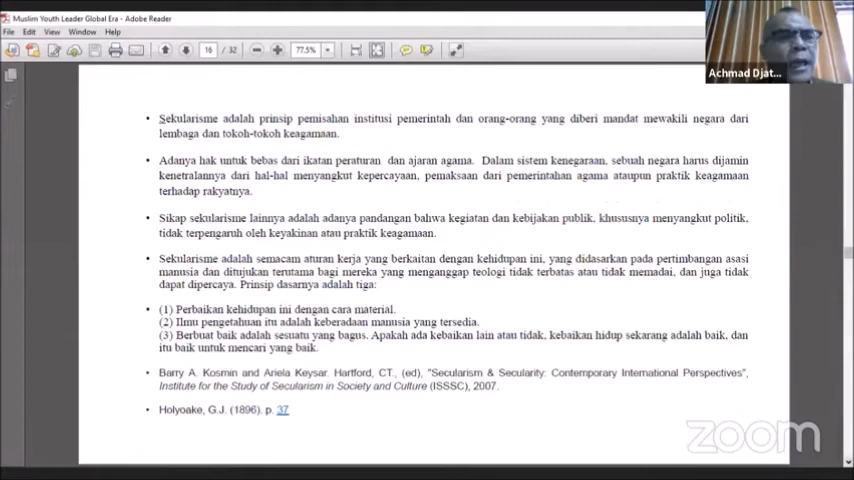 Muslim Youth Leader Global Era - Adobe Reader
File Edit View Window Help
16 / 32 77.5%
Achmad Djat...
• Sekularisme adalah prinsip pemisahan institusi pemerintah dan orang-orang yang diberi mandat mewakili negara dari
lembaga dan tokoh-tokoh keagamaan.
• Adanya hak untuk bebas dari ikatan peraturan dan ajaran agama. Dalam sistem kenegaraan, sebuah negara harus dijamin
kenetralannya dari hal-hal menyangkut kepercayaan, pemaksaan dari pemerintahan agama ataupun praktik keagamaan
terhadap rakyatnya.
• Sikap sekularisme lainnya adalah adanya pandangan bahwa kegiatan dan kebijakan publik, khususnya menyangkut politik,
tidak terpengaruh oleh keyakinan atau praktik keagamaan.
• Sekularisme adalah semacam aturan kerja yang berkaitan dengan kehidupan ini, yang didasarkan pada pertimbangan asasi
manusia dan ditujukan terutama bagi mereka yang menganggap teologi tidak terbatas atau tidak memadai, dan juga tidak
dapat dipercaya. Prinsip dasarnya adalah tiga:
• (1) Perbaikan kehidupan ini dengan cara material.
(2) Ilmu pengetahuan itu adalah keberadaan manusia yang tersedia.
(3) Berbuat baik adalah sesuatu yang bagus. Apakah ada kebaikan lain atau tidak, kebaikan hidup sekarang adalah baik, dan
itu baik untuk mencari yang baik.
• Barry A. Kosmin and Ariela Keysar. Hartford, CT., (ed), "Secularism & Secularity: Contemporary International Perspectives",
Institute for the Study of Secularism in Society and Culture (ISSSC), 2007.
• Holyoake, G.J. (1896). p. 37
zoom